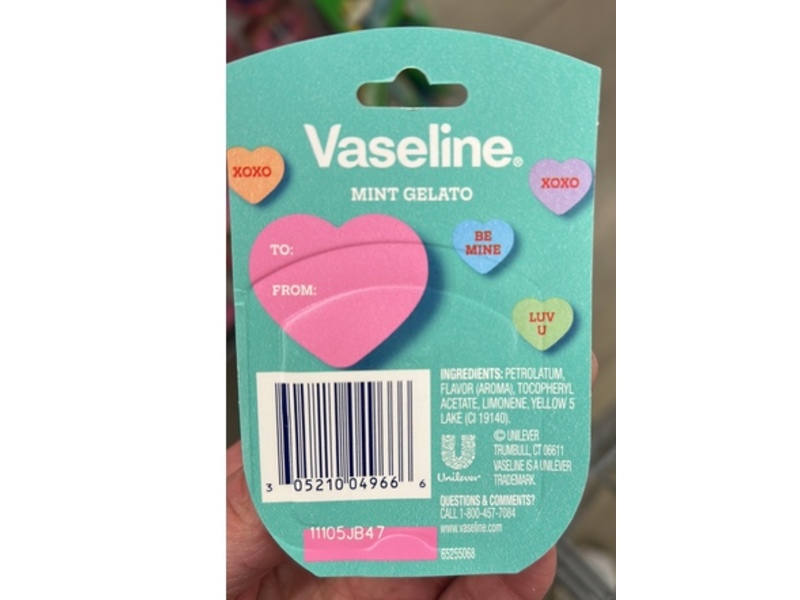 Vaseline®
MINT GELATO
XOXO
XOXO
TO:
FROM:
BE
MINE
LUV
U
INGREDIENTS: PETROLATUM,
FLAVOR (AROMA), TOCOPHERYL
ACETATE, LIMONENE, YELLOW 5
LAKE (CI 19140).
Unilever
© UNILEVER
TRUMBULL, CT 06611
VASELINE IS A UNILEVER
TRADEMARK.
QUESTIONS & COMMENTS?
CALL 1-800-457-7084
www.vaseline.com
65255068
3 05210 04966 6
11105JB47